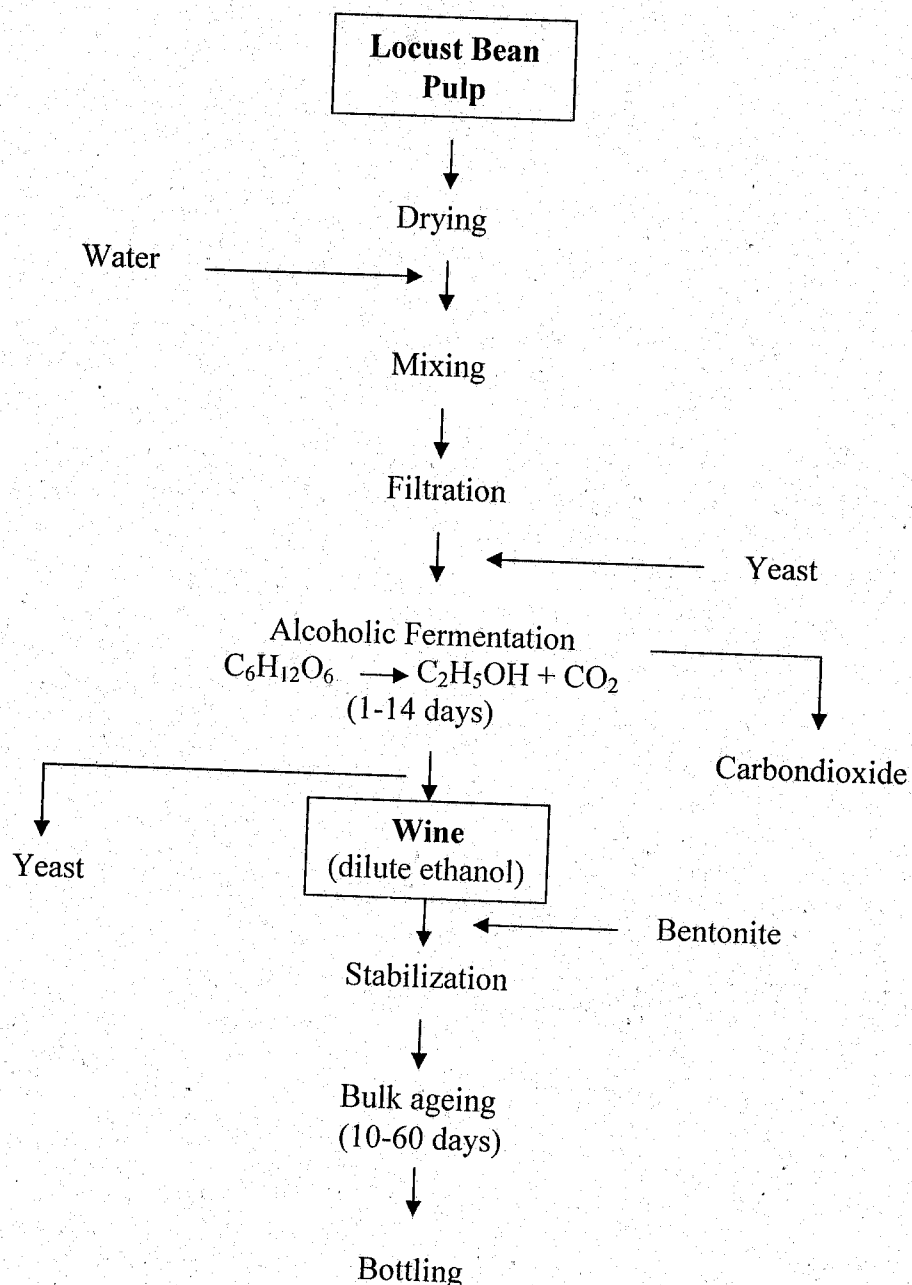 Locust Bean
Pulp
Drying
Water
Mixing
Filtration
Yeast
Alcoholic Fermentation
C₆H₁₂O₆ → C₂H₅OH + CO₂
(1-14 days)
Carbondioxide
Yeast
Wine
(dilute ethanol)
Bentonite
Stabilization
Bulk ageing
(10-60 days)
Bottling